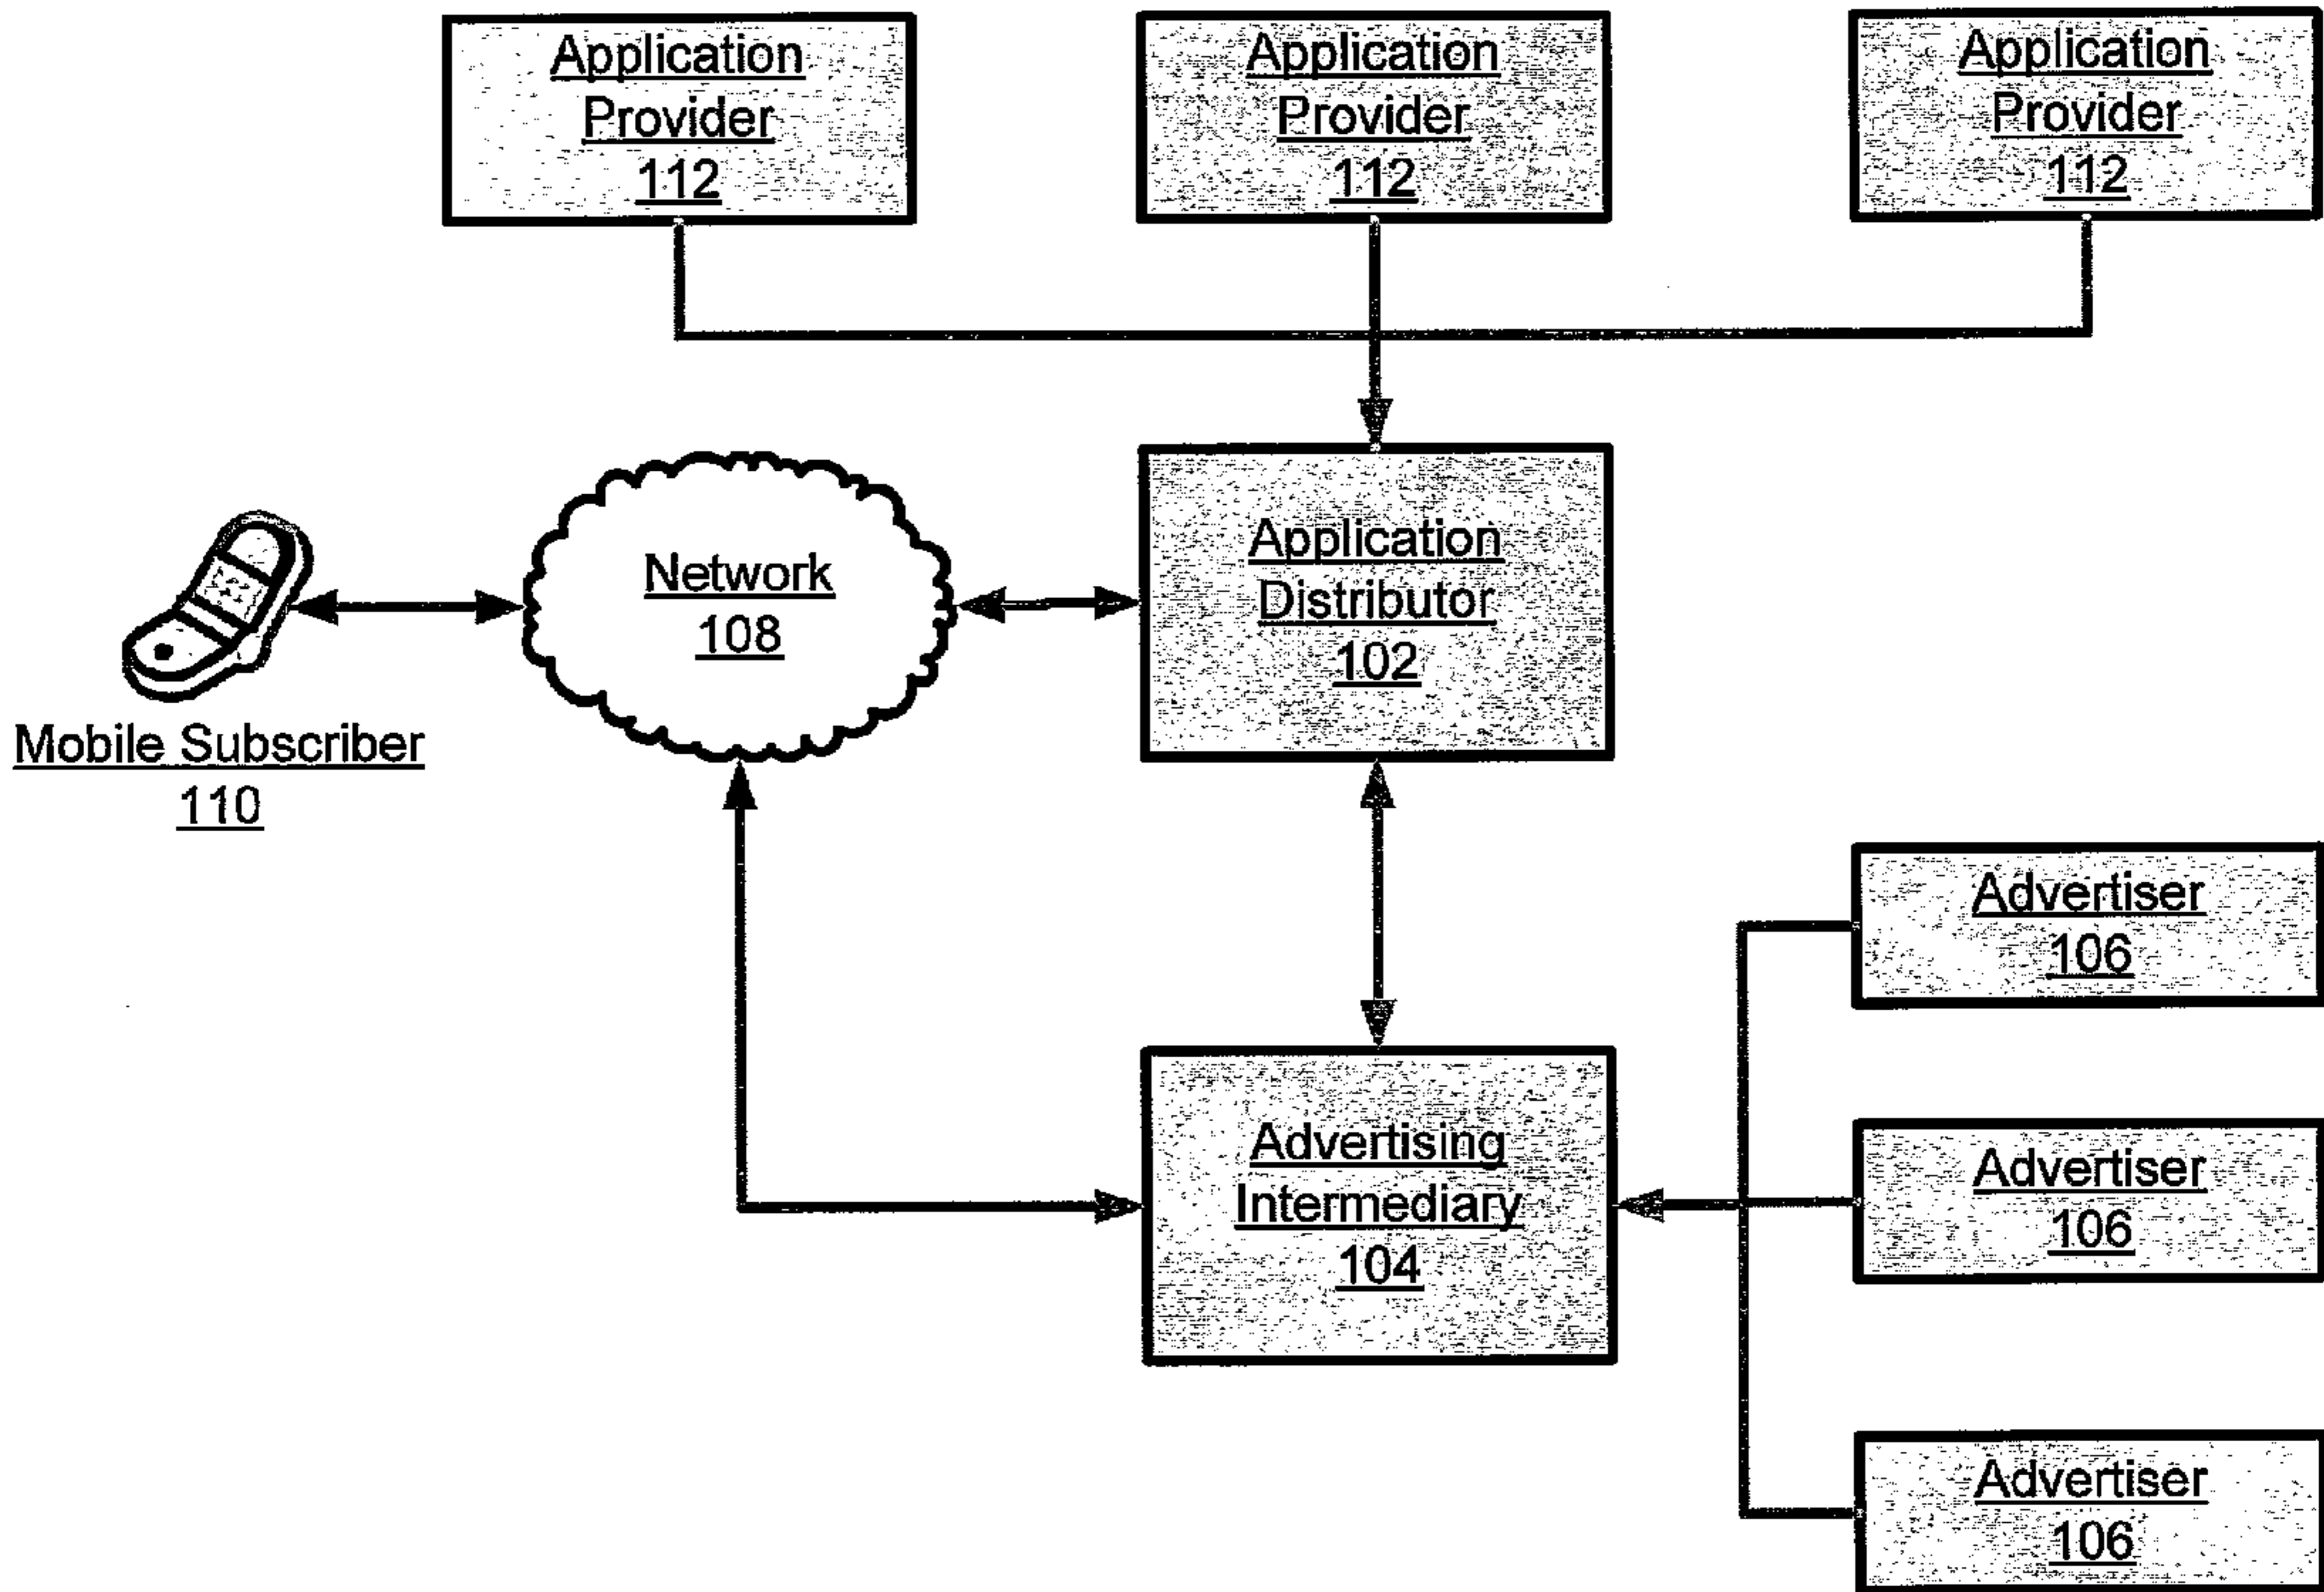 Application
Provider
112
Application
Provider
112
Application
Provider
112
Network
108
Application
Distributor
102
Mobile Subscriber
110
Advertiser
106
Advertising
Intermediary
104
Advertiser
106
Advertiser
106